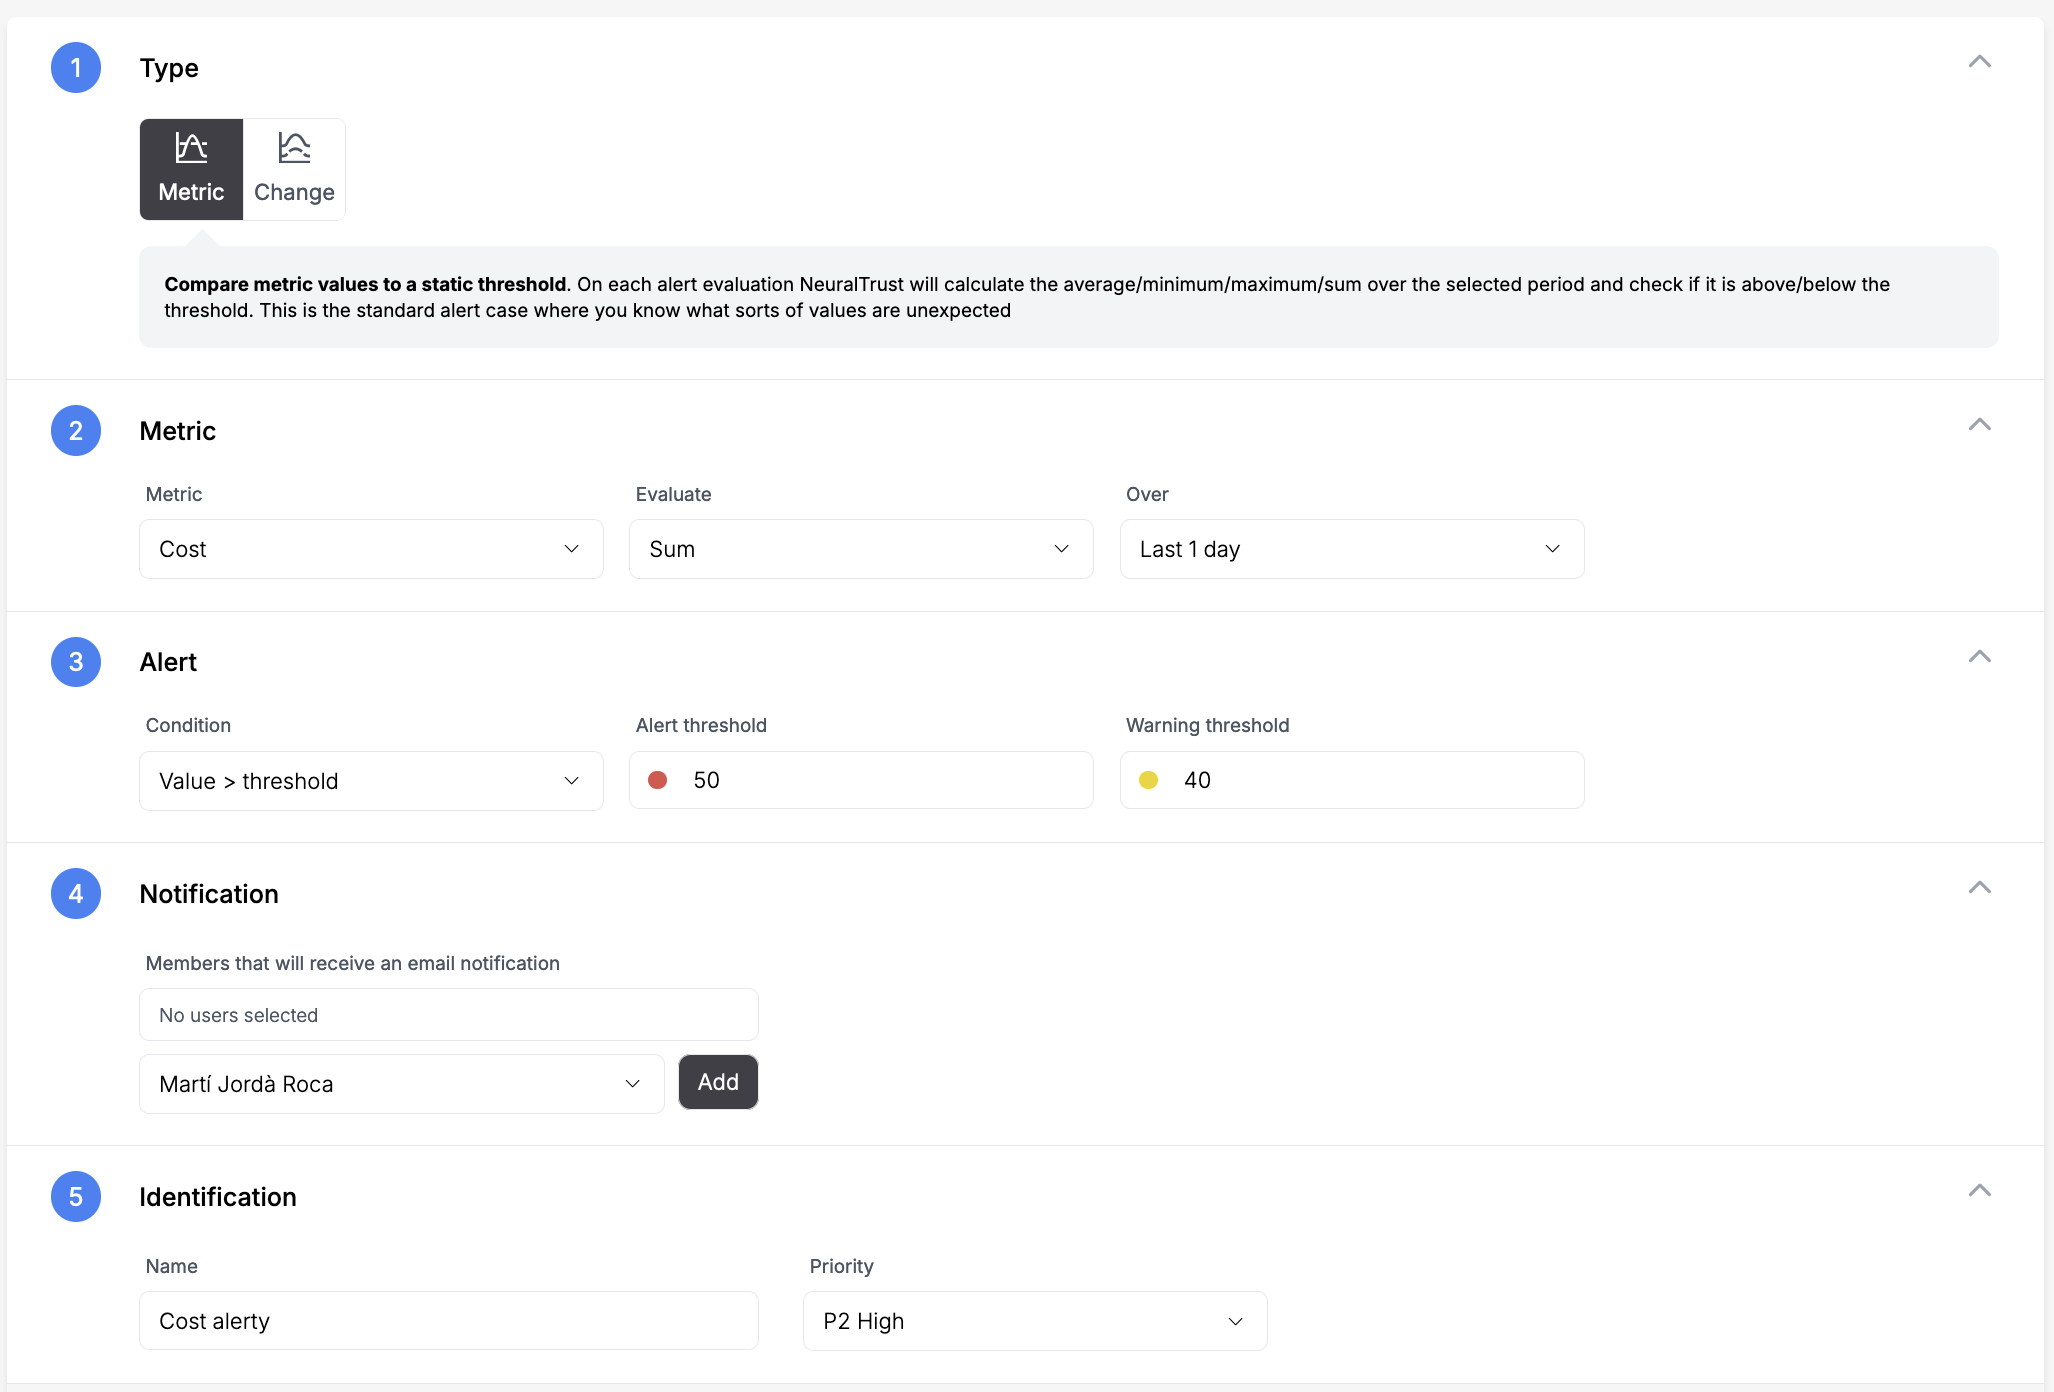 1
Type
Metric
Change
Compare metric values to a static threshold. On each alert evaluation NeuralTrust will calculate the average/minimum/maximum/sum over the selected period and check if it is above/below the
threshold. This is the standard alert case where you know what sorts of values are unexpected
2
Metric
Metric
Evaluate
Over
Cost
Sum
Last 1 day
3
Alert
Condition
Alert threshold
Warning threshold
Value > threshold
50
40
4
Notification
Members that will receive an email notification
No users selected
Martí Jordà Roca
Add
5
Identification
Name
Priority
Cost alerty
P2 High